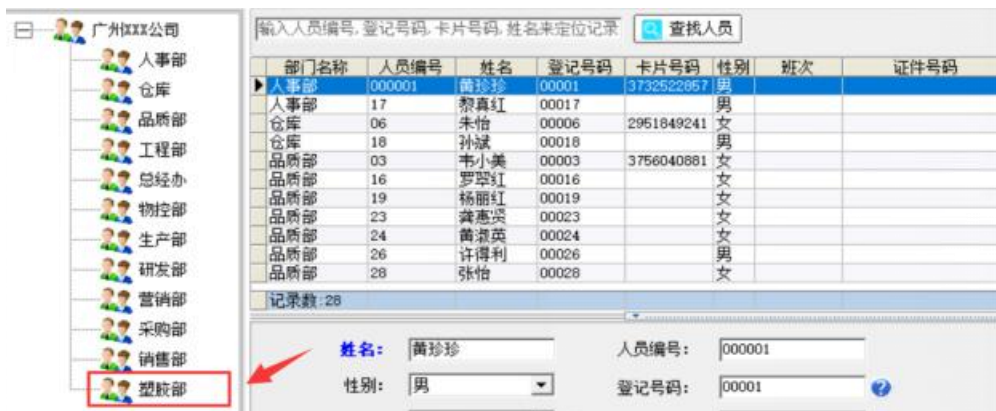 广州XXX公司
人事部
仓库
品质部
工程部
总经办
物控部
生产部
研发部
营销部
采购部
销售部
塑胶部
输入人员编号,登记号码,卡片号码,姓名来定位记录 查找人员
部门名称 人员编号 姓名 登记号码 卡片号码 性别 班次 证件号码
人事部 000001 黄珍珍 00001 3732522857 男
人事部 17 黎真红 00017 男
仓库 06 朱怡 00006 2951849241 女
仓库 18 孙斌 00018 男
品质部 03 韦小美 00003 3756040881 女
品质部 16 罗翠红 00016 女
品质部 19 杨丽红 00019 女
品质部 23 龚惠贤 00023 女
品质部 24 黄淑英 00024 女
品质部 26 许得利 00026 男
品质部 28 张怡 00028 女
记录数:28
姓名: 黄珍珍 人员编号: 000001
性别: 男 登记号码: 00001